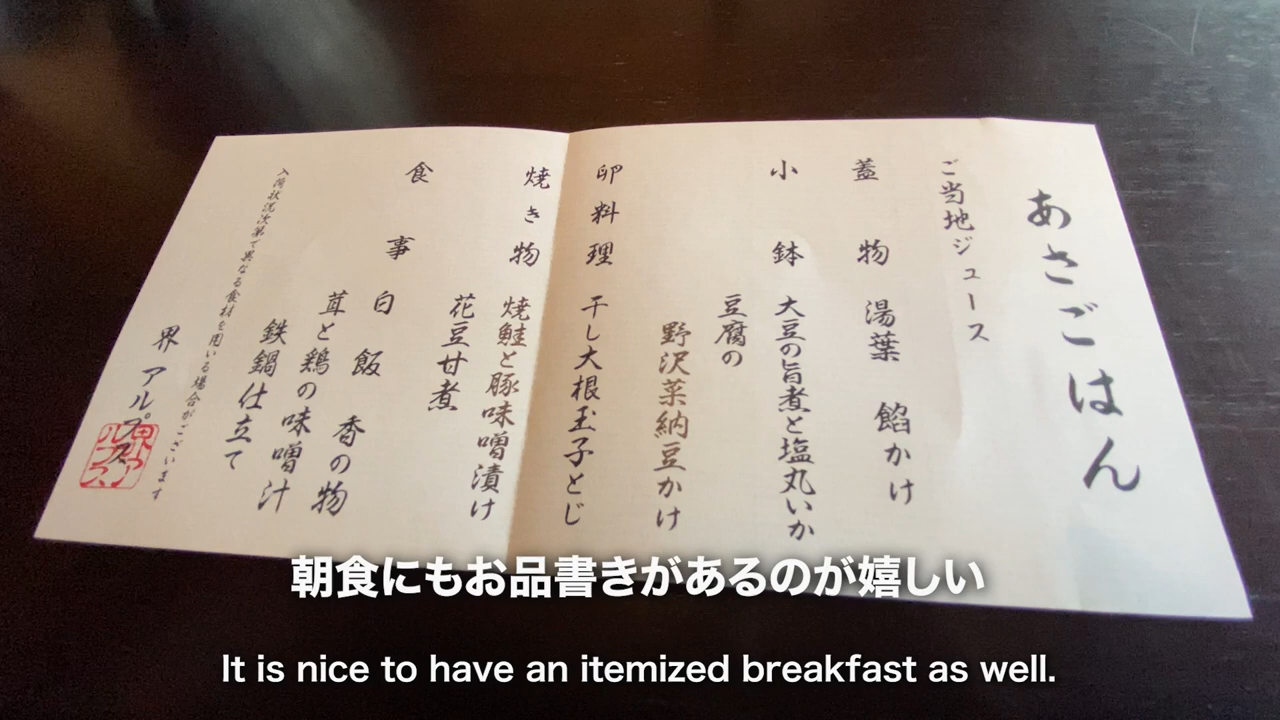 あさごはん
ご当地ジュース
蓋物 湯葉 餡かけ
小鉢 大豆の旨煮と塩丸いか
豆腐の
野沢菜納豆かけ
卵料理 干し大根玉子とじ
焼き物 焼鮭と豚味噌漬け
花豆甘煮
食事 白飯 香の物
茸と鶏の味噌汁
鉄鍋仕立て
入荷状況次第で異なる食材を用いる場合がございます
界 アルプス
界アルプス
朝食にもお品書きがあるのが嬉しい
It is nice to have an itemized breakfast as well.